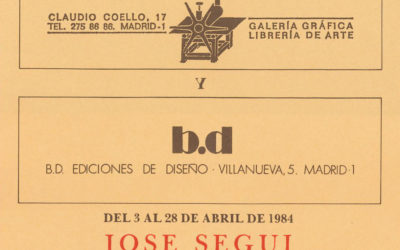 CLAUDIO COELLO, 17
TEL. 275 86 86. MADRID-1
GALERÍA GRÁFICA
LIBRERÍA DE ARTE
Y
b.d
B.D. EDICIONES DE DISEÑO · VILLANUEVA, 5. MADRID-1
DEL 3 AL 28 DE ABRIL DE 1984
JOSE SEGUI